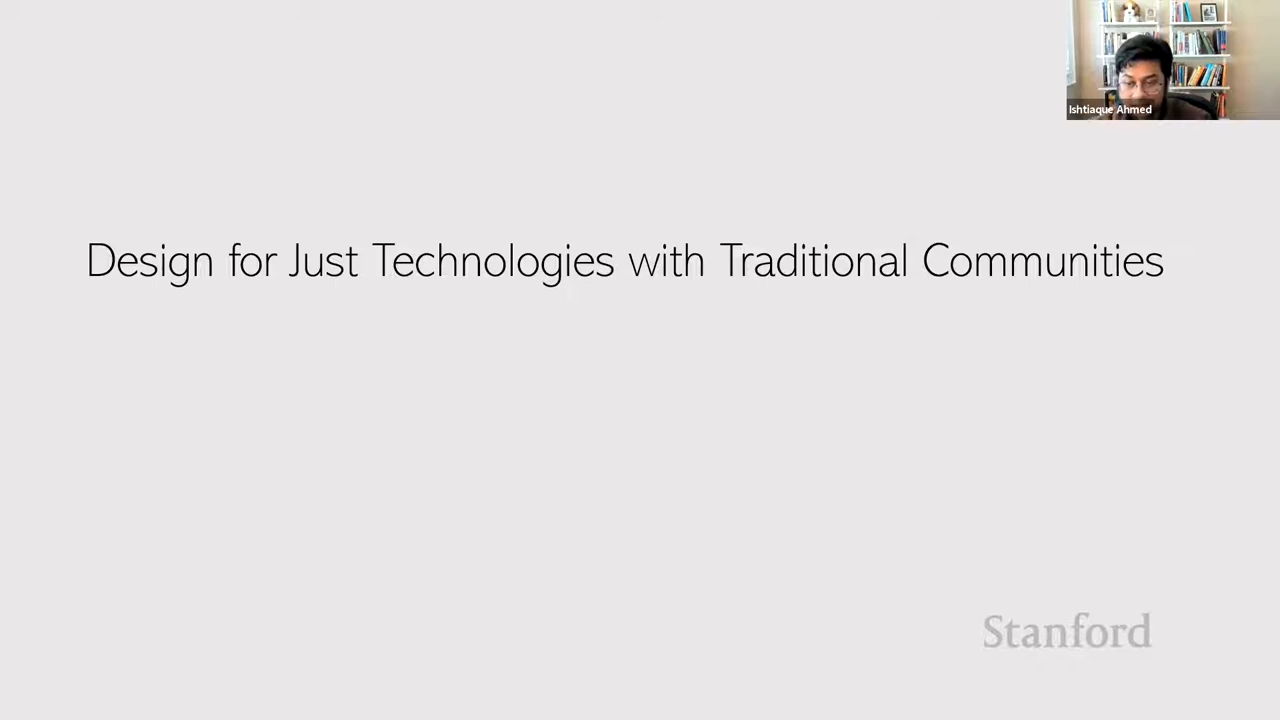 Ishtiaque Ahmed
Design for Just Technologies with Traditional Communities
Stanford